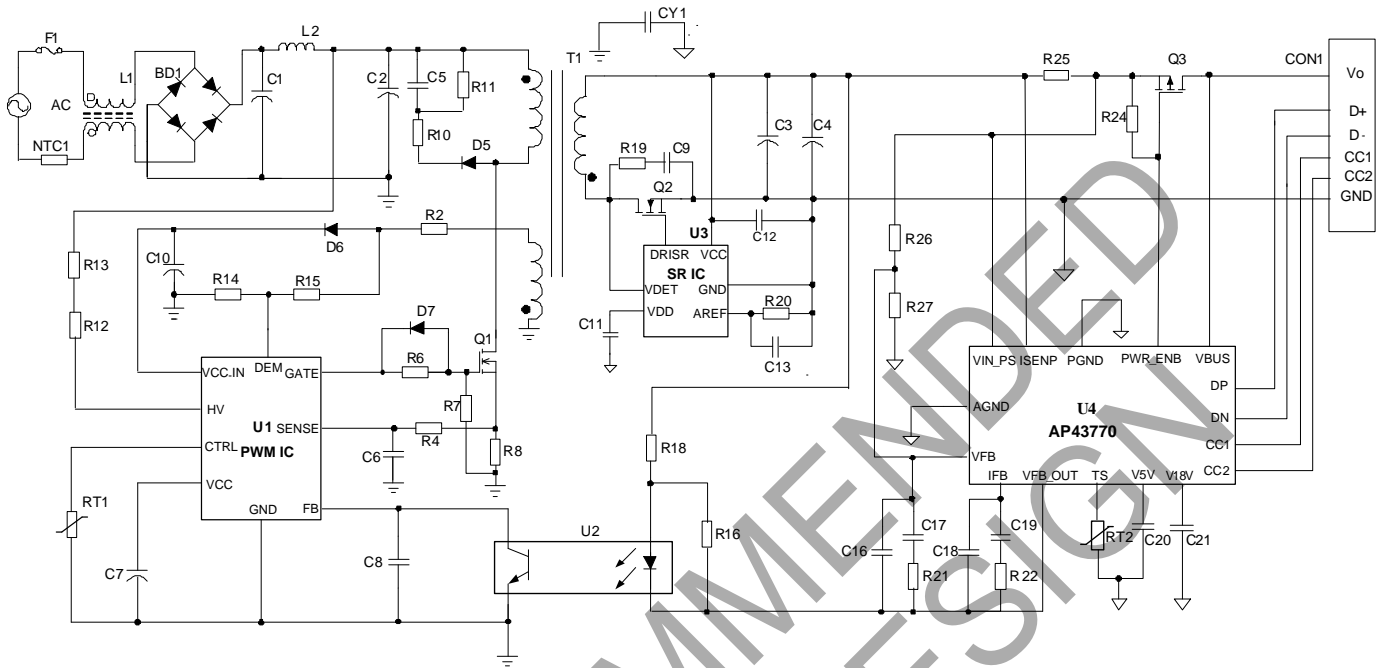 CY1
F1
L2
T1
R25
Q3
CON1
L1
BD1
C1
C2
C5
R11
Vo
AC
D+
R24
R10
C3
C4
D -
NTC1
D5
R19
C9
CC1
Q2
CC2
GND
D6
R2
U3
C12
R26
C10
DRISR
VCC
R13
SR IC
R14
R15
VDET
GND
R27
R12
D7
C11
VDD
AREF
R20
Q1
C13
VCC.IN
DEM
GATE
R6
VIN_PS
ISENP
PGND
PWR_ENB
VBUS
DP
HV
R7
AGND
U4
DN
U1
SENSE
AP43770
CTRL
PWM IC
R4
R18
CC1
C6
R8
VFB
CC2
VCC
IFB
VFB_OUT
TS
V5V
V18V
RT1
GND
FB
U2
R16
C17
C19
C16
C18
RT2
C20
C21
C7
C8
R21
R22
MMENDED
ESIGN